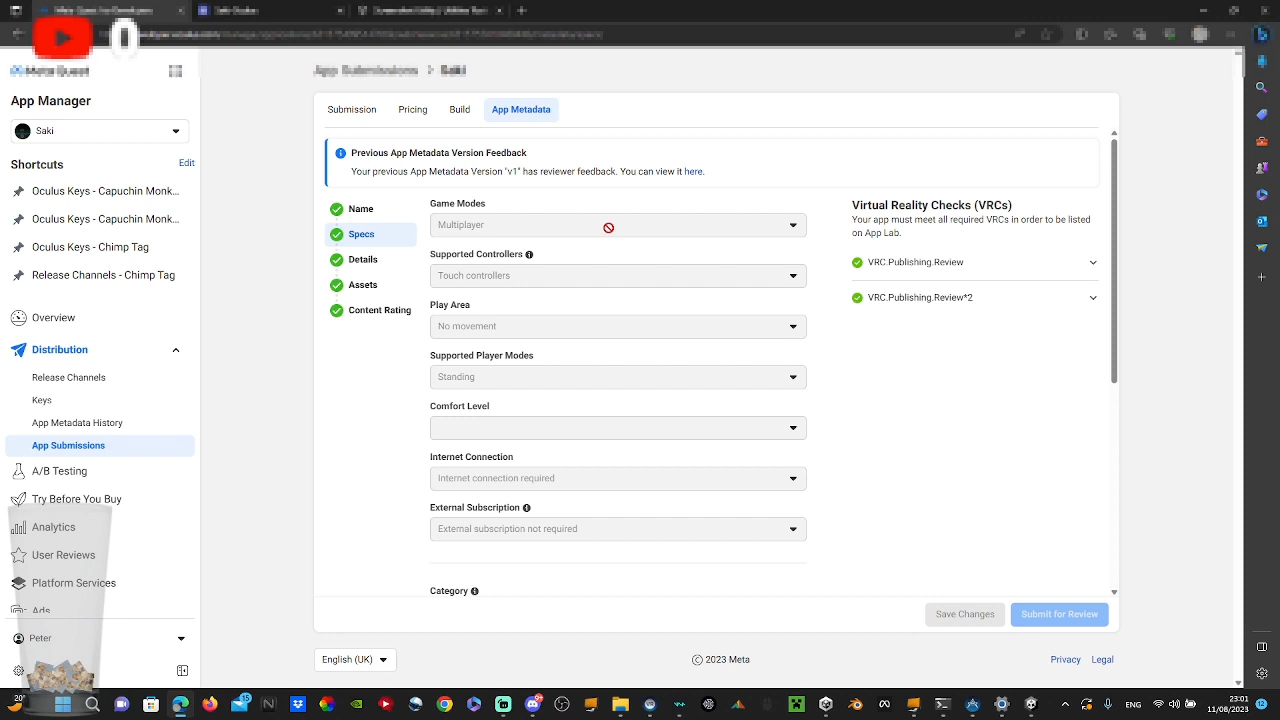 0
App Manager
Saki
Shortcuts
Edit
Oculus Keys - Capuchin Monk...
Oculus Keys - Capuchin Monk...
Oculus Keys - Chimp Tag
Release Channels - Chimp Tag
Overview
Distribution
Release Channels
Keys
App Metadata History
App Submissions
A/B Testing
Try Before You Buy
Analytics
User Reviews
Platform Services
Ads
Peter
Submission
Pricing
Build
App Metadata
Previous App Metadata Version Feedback
Your previous App Metadata Version "v1" has reviewer feedback. You can view it here.
Name
Specs
Details
Assets
Content Rating
Game Modes
Multiplayer
Supported Controllers
Touch controllers
Play Area
No movement
Supported Player Modes
Standing
Comfort Level
Internet Connection
Internet connection required
External Subscription
External subscription not required
Category
Virtual Reality Checks (VRCs)
Your app must meet all required VRCs in order to be listed
on App Lab.
VRC.Publishing.Review
VRC.Publishing.Review*2
Save Changes
Submit for Review
English (UK)
© 2023 Meta
Privacy
Legal
20
15
9+
23:01
11/08/2023
12